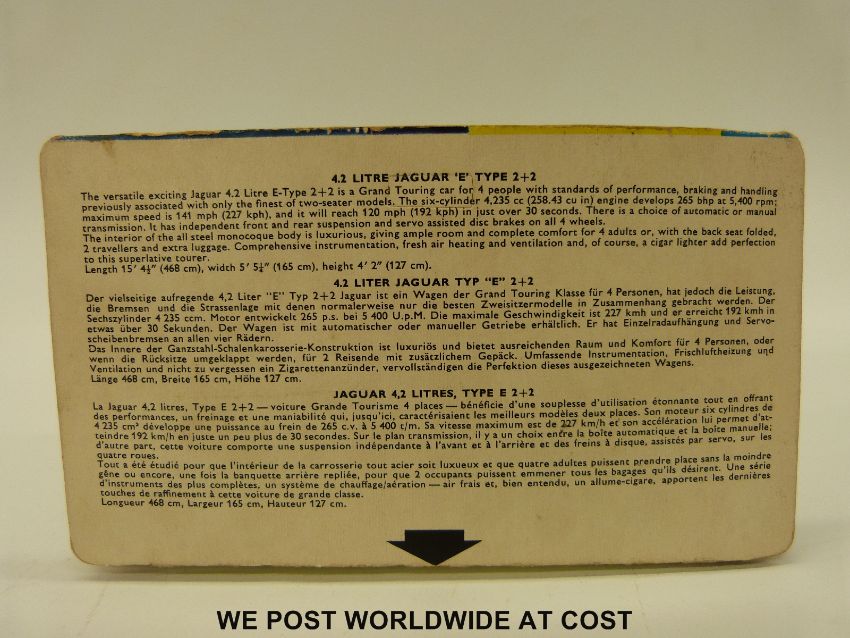 4.2 LITRE JAGUAR 'E' TYPE 2+2
The versatile exciting Jaguar 4.2 Litre E-Type 2+2 is a Grand Touring car for 4 people with standards of performance, braking and handling
previously associated with only the finest of two-seater models. The six-cylinder 4,235 cc (258.43 cu in) engine develops 265 bhp at 5,400 rpm;
maximum speed is 141 mph (227 kph), and it will reach 120 mph (192 kph) in just over 30 seconds. There is a choice of automatic or manual
transmission. It has independent front and rear suspension and servo assisted disc brakes on all 4 wheels.
The interior of the all steel monocoque body is luxurious, giving ample room and complete comfort for 4 adults or, with the back seat folded,
2 travellers and extra luggage. Comprehensive instrumentation, fresh air heating and ventilation and, of course, a cigar lighter add perfection
to this superlative tourer.
Length 15' 4½" (468 cm), width 5' 5¼" (165 cm), height 4' 2" (127 cm).
4.2 LITER JAGUAR TYP "E" 2+2
Der vielseitige aufregende 4,2 Liter "E" Typ 2+2 Jaguar ist ein Wagen der Grand Touring Klasse für 4 Personen, hat jedoch die Leistung,
die Bremsen und die Strassenlage mit denen normalerweise nur die besten Zweisitzermodelle in Zusammenhang gebracht werden. Der
Sechszylinder 4 235 ccm. Motor entwickelt 265 p.s. bei 5 400 U.p.M. Die maximale Geschwindigkeit ist 227 kmh und er erreicht 192 kmh in
etwas über 30 Sekunden. Der Wagen ist mit automatischer oder manueller Getriebe erhältlich. Er hat Einzelradaufhängung und Servo-
scheibenbremsen an allen vier Rädern.
Das Innere der Ganzstahl-Schalenkarosserie-Konstruktion ist luxuriös und bietet ausreichenden Raum und Komfort für 4 Personen, oder
wenn die Rücksitze umgeklappt werden, für 2 Reisende mit zusätzlichem Gepäck. Umfassende Instrumentation, Frischluftheizung und
Ventilation und nicht zu vergessen ein Zigarettenanzünder, vervollständigen die Perfektion dieses ausgezeichneten Wagens.
Länge 468 cm, Breite 165 cm, Höhe 127 cm.
JAGUAR 4,2 LITRES, TYPE E 2+2
La Jaguar 4,2 litres, Type E 2+2 — voiture Grande Tourisme 4 places — bénéficie d'une souplesse d'utilisation étonnante tout en offrant
des performances, un freinage et une maniabilité qui, jusqu'ici, caractérisaient les meilleurs modèles deux places. Son moteur six cylindres de
4 235 cm³ développe une puissance au frein de 265 c.v. à 5 400 t/m. Sa vitesse maximum est de 227 km/h et son accélération lui permet d'at-
teindre 192 km/h en juste un peu plus de 30 secondes. Sur le plan transmission, il y a un choix entre la boîte automatique et la boîte manuelle;
d'autre part, cette voiture comporte une suspension indépendante à l'avant et à l'arrière et des freins à disque, assistés par servo, sur les
quatre roues.
Tout a été étudié pour que l'intérieur de la carrosserie tout acier soit luxueux et que quatre adultes puissent prendre place sans la moindre
gêne ou encore, une fois la banquette arrière repliée, pour que 2 occupants puissent emmener tous les bagages qu'ils désirent. Une série
d'instruments des plus complètes, un système de chauffage/aération — air frais et, bien entendu, un allume-cigare, apportent les dernières
touches de raffinement à cette voiture de grande classe.
Longueur 468 cm, Largeur 165 cm, Hauteur 127 cm.
WE POST WORLDWIDE AT COST